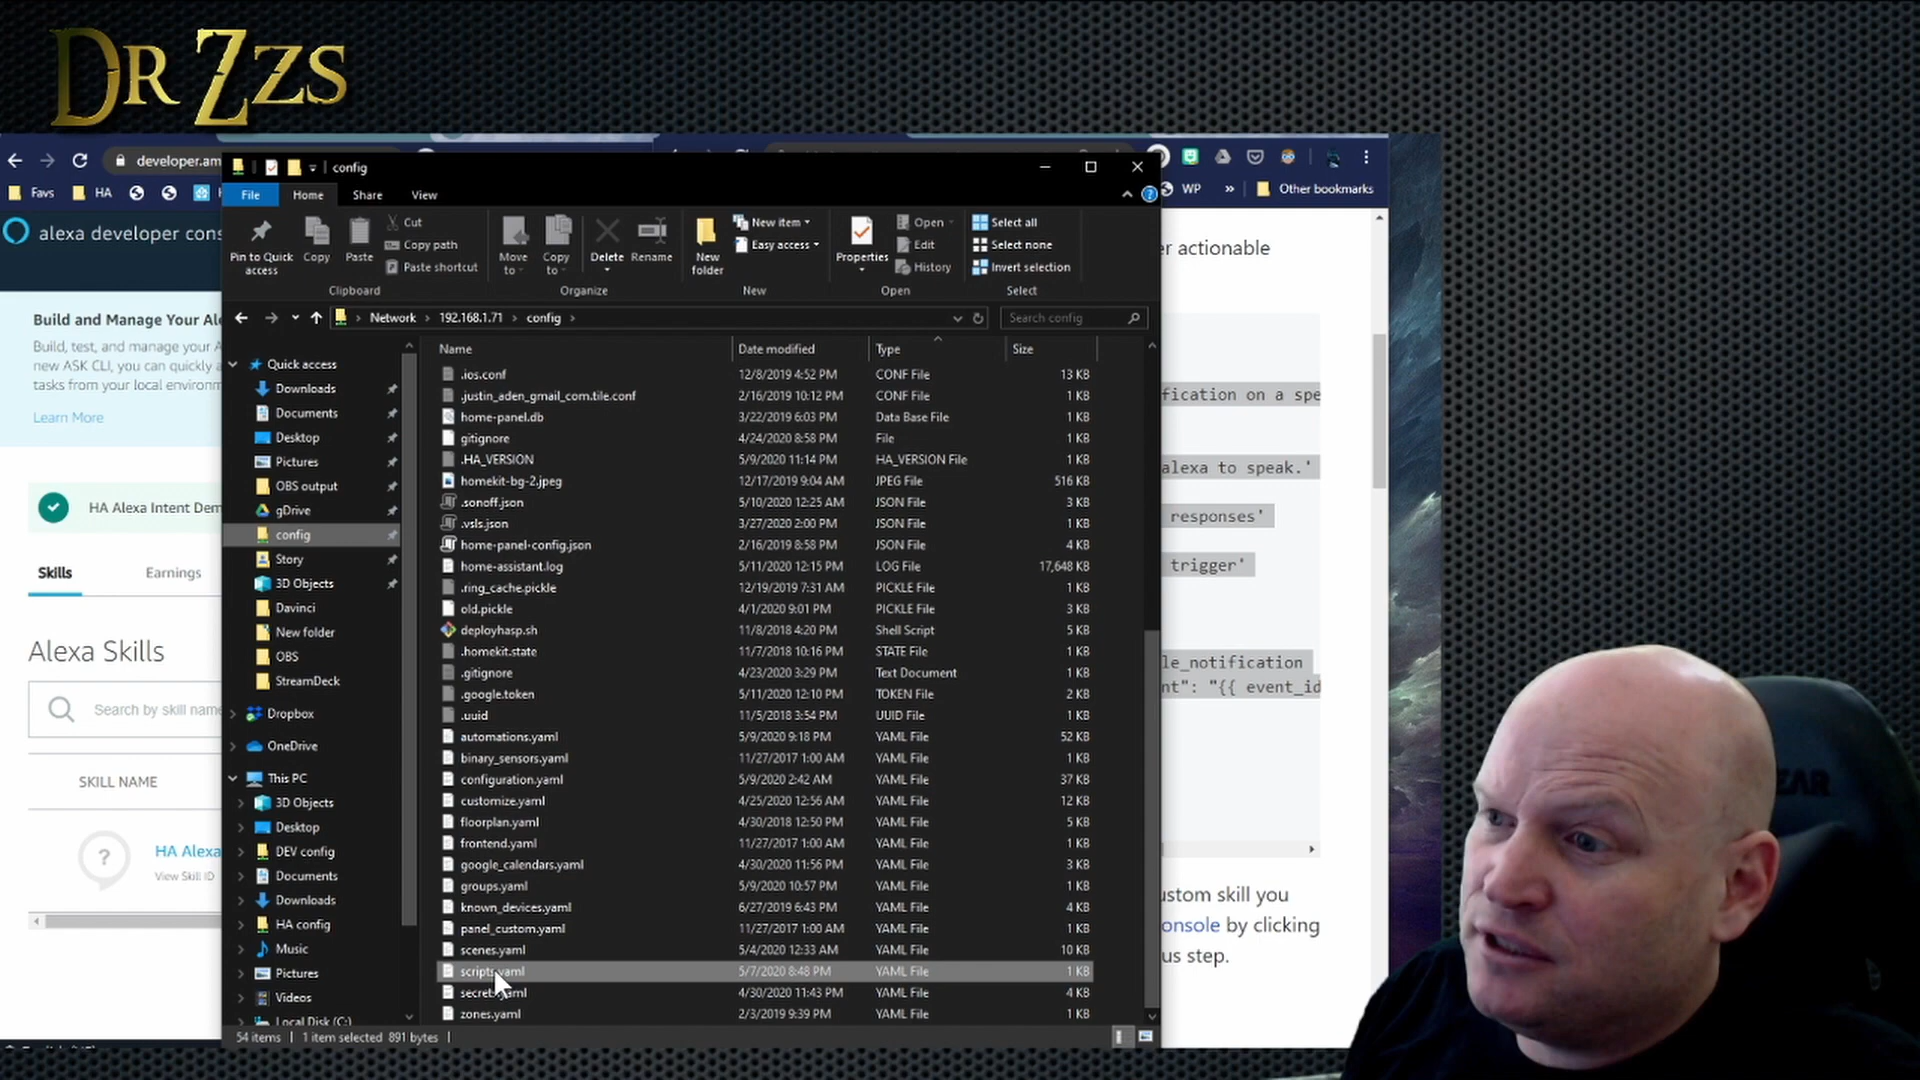 DR ZZS
developer.am
Favs
HA
WP
»
Other bookmarks
config
File
Home
Share
View
Pin to Quick access
Copy
Paste
Cut
Copy path
Paste shortcut
Clipboard
Move to
Copy to
Delete
Rename
Organize
New folder
New item
Easy access
New
Properties
Open
Edit
History
Open
Select all
Select none
Invert selection
Select
Network > 192.168.1.71 > config >
Search config
Name Date modified Type Size
.ios.conf 12/8/2019 4:52 PM CONF File 13 KB
.justin_aden_gmail_com.tile.conf 2/16/2019 10:12 PM CONF File 1 KB
home-panel.db 3/22/2019 6:03 PM Data Base File 1 KB
gitignore 4/24/2020 8:58 PM File 1 KB
.HA_VERSION 5/9/2020 11:14 PM HA_VERSION File 1 KB
homekit-bg-2.jpeg 12/17/2019 9:04 AM JPEG File 516 KB
.sonoff.json 5/10/2020 12:25 AM JSON File 3 KB
.vsls.json 3/27/2020 2:00 PM JSON File 1 KB
home-panel-config.json 2/16/2019 8:58 PM JSON File 4 KB
home-assistant.log 5/11/2020 12:15 PM LOG File 17,648 KB
.ring_cache.pickle 12/19/2019 7:31 AM PICKLE File 1 KB
old.pickle 4/1/2020 9:01 PM PICKLE File 3 KB
deployhasp.sh 11/8/2018 4:20 PM Shell Script 5 KB
.homekit.state 11/7/2018 10:16 PM STATE File 1 KB
.gitignore 4/23/2020 3:29 PM Text Document 1 KB
.google.token 5/11/2020 12:10 PM TOKEN File 2 KB
.uuid 11/5/2018 3:54 PM UUID File 1 KB
automations.yaml 5/9/2020 9:18 PM YAML File 52 KB
binary_sensors.yaml 11/27/2017 1:00 AM YAML File 1 KB
configuration.yaml 5/9/2020 2:42 AM YAML File 37 KB
customize.yaml 4/25/2020 12:56 AM YAML File 12 KB
floorplan.yaml 4/30/2018 12:50 PM YAML File 5 KB
frontend.yaml 11/27/2017 1:00 AM YAML File 1 KB
google_calendars.yaml 4/30/2020 11:56 PM YAML File 3 KB
groups.yaml 5/9/2020 10:57 PM YAML File 1 KB
known_devices.yaml 6/27/2019 6:43 PM YAML File 4 KB
panel_custom.yaml 11/27/2017 1:00 AM YAML File 1 KB
scenes.yaml 5/4/2020 12:33 AM YAML File 10 KB
scripts.yaml 5/7/2020 8:48 PM YAML File 1 KB
secrets.yaml 4/30/2020 11:43 PM YAML File 4 KB
zones.yaml 2/3/2019 9:39 PM YAML File 1 KB
54 items 1 item selected 891 bytes
Quick access
Downloads
Documents
Desktop
Pictures
OBS output
gDrive
config
Story
3D Objects
Davinci
New folder
OBS
StreamDeck
Dropbox
OneDrive
This PC
3D Objects
Desktop
DEV config
Documents
Downloads
HA config
Music
Pictures
Videos
Local Disk (C:)
alexa developer cons
Build and Manage Your Ale
Build, test, and manage your A
new ASK CLI, you can quickly a
tasks from your local environm
Learn More
HA Alexa Intent Dem
Skills
Earnings
Alexa Skills
Search by skill name
SKILL NAME
?
HA Alexa
View Skill ID
er actionable
fication on a spe
alexa to speak.'
responses'
trigger'
le_notification
nt": "{{ event_id
ustom skill you
onsole by clicking
us step.